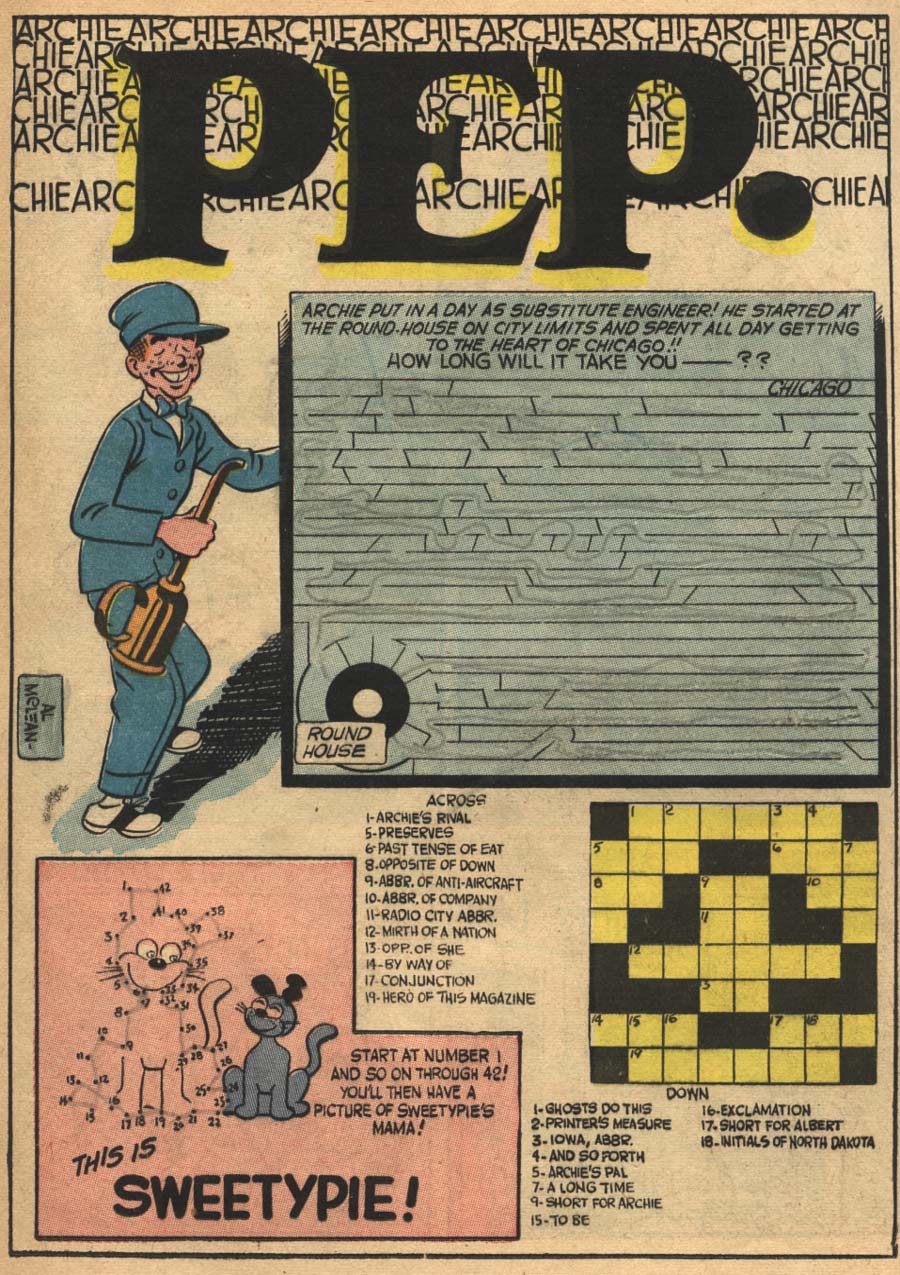 ARCHIEARCHIEARCHIEARCHIEARCHIEARCHIEARCHIE
PEP.
ARCHIE PUT IN A DAY AS SUBSTITUTE ENGINEER! HE STARTED AT
THE ROUND-HOUSE ON CITY LIMITS AND SPENT ALL DAY GETTING
TO THE HEART OF CHICAGO!!
HOW LONG WILL IT TAKE YOU — ??
CHICAGO
ROUND
HOUSE
AL
McLEAN-
ACROSS
1-ARCHIE'S RIVAL
5-PRESERVES
6-PAST TENSE OF EAT
8-OPPOSITE OF DOWN
9-ABBR. OF ANTI-AIRCRAFT
10-ABBR. OF COMPANY
11-RADIO CITY ABBR.
12-MIRTH OF A NATION
13-OPP. OF SHE
14-BY WAY OF
17-CONJUNCTION
19-HERO OF THIS MAGAZINE
START AT NUMBER 1
AND SO ON THROUGH 42!
YOU'LL THEN HAVE A
PICTURE OF SWEETYPIE'S
MAMA!
THIS IS
SWEETYPIE!
DOWN
1-GHOSTS DO THIS
2-PRINTER'S MEASURE
3-IOWA, ABBR.
4-AND SO FORTH
5-ARCHIE'S PAL
7-A LONG TIME
9-SHORT FOR ARCHIE
15-TO BE
16-EXCLAMATION
17-SHORT FOR ALBERT
18-INITIALS OF NORTH DAKOTA